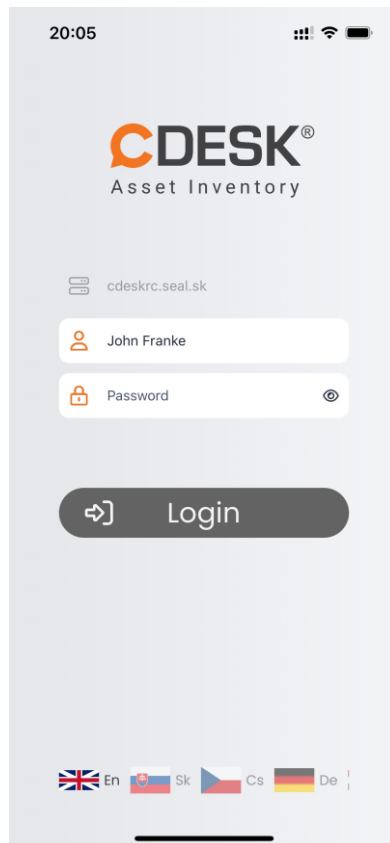 20:05
CDESK®
Asset Inventory
cdeskrc.seal.sk
John Franke
Password
Login
En Sk Cs De